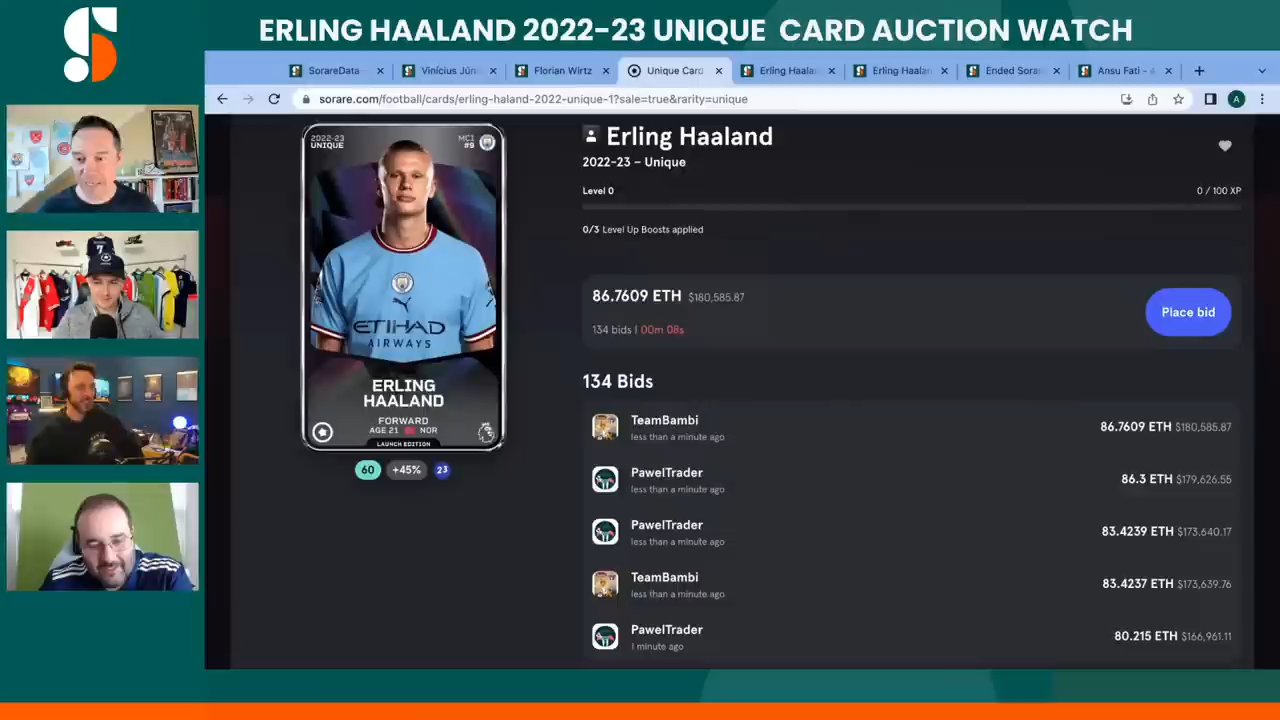 ERLING HAALAND 2022-23 UNIQUE CARD AUCTION WATCH
SorareData
Vinícius Júni
Florian Wirtz
Unique Card
Erling Haalan
Erling Haalan
Ended Sorar
Ansu Fati -
sorare.com/football/cards/erling-haland-2022-unique-1?sale=true&rarity=unique
A
2022-23
UNIQUE
MCI
#9
ETIHAD
AIRWAYS
ERLING
HAALAND
FORWARD
AGE 21 NOR
LAUNCH EDITION
60
+45%
23
Erling Haaland
2022-23 – Unique
Level 0
0 / 100 XP
0/3 Level Up Boosts applied
86.7609 ETH $180,585.87
134 bids | 00m 08s
Place bid
134 Bids
TeamBambi
less than a minute ago
86.7609 ETH $180,585.87
PawelTrader
less than a minute ago
86.3 ETH $179,626.55
PawelTrader
less than a minute ago
83.4239 ETH $173,640.17
TeamBambi
less than a minute ago
83.4237 ETH $173,639.76
PawelTrader
1 minute ago
80.215 ETH $166,961.11